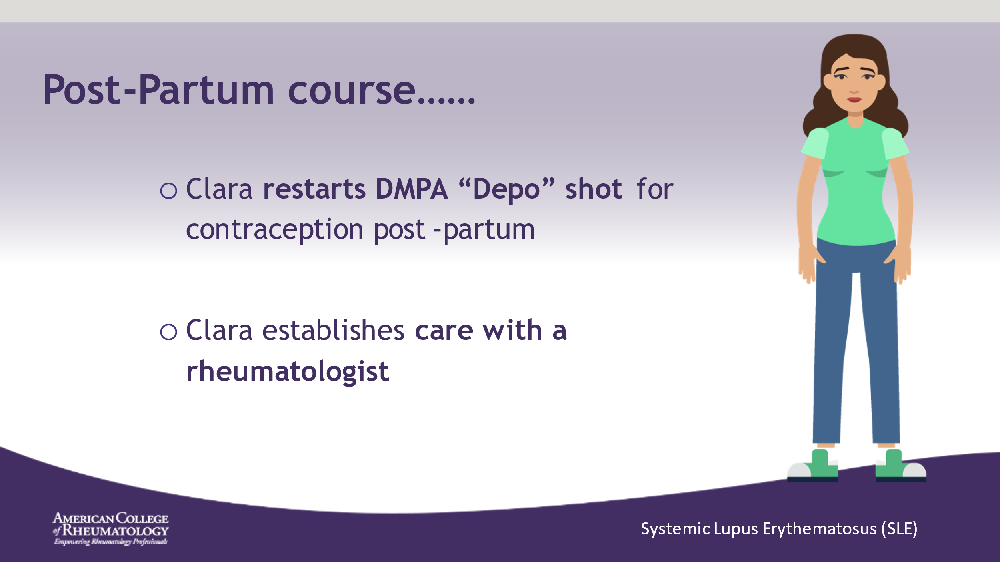 Post-Partum course......
○ Clara restarts DMPA “Depo” shot for
contraception post -partum
○ Clara establishes care with a
rheumatologist
AMERICAN COLLEGE
of RHEUMATOLOGY
Empowering Rheumatology Professionals
Systemic Lupus Erythematosus (SLE)